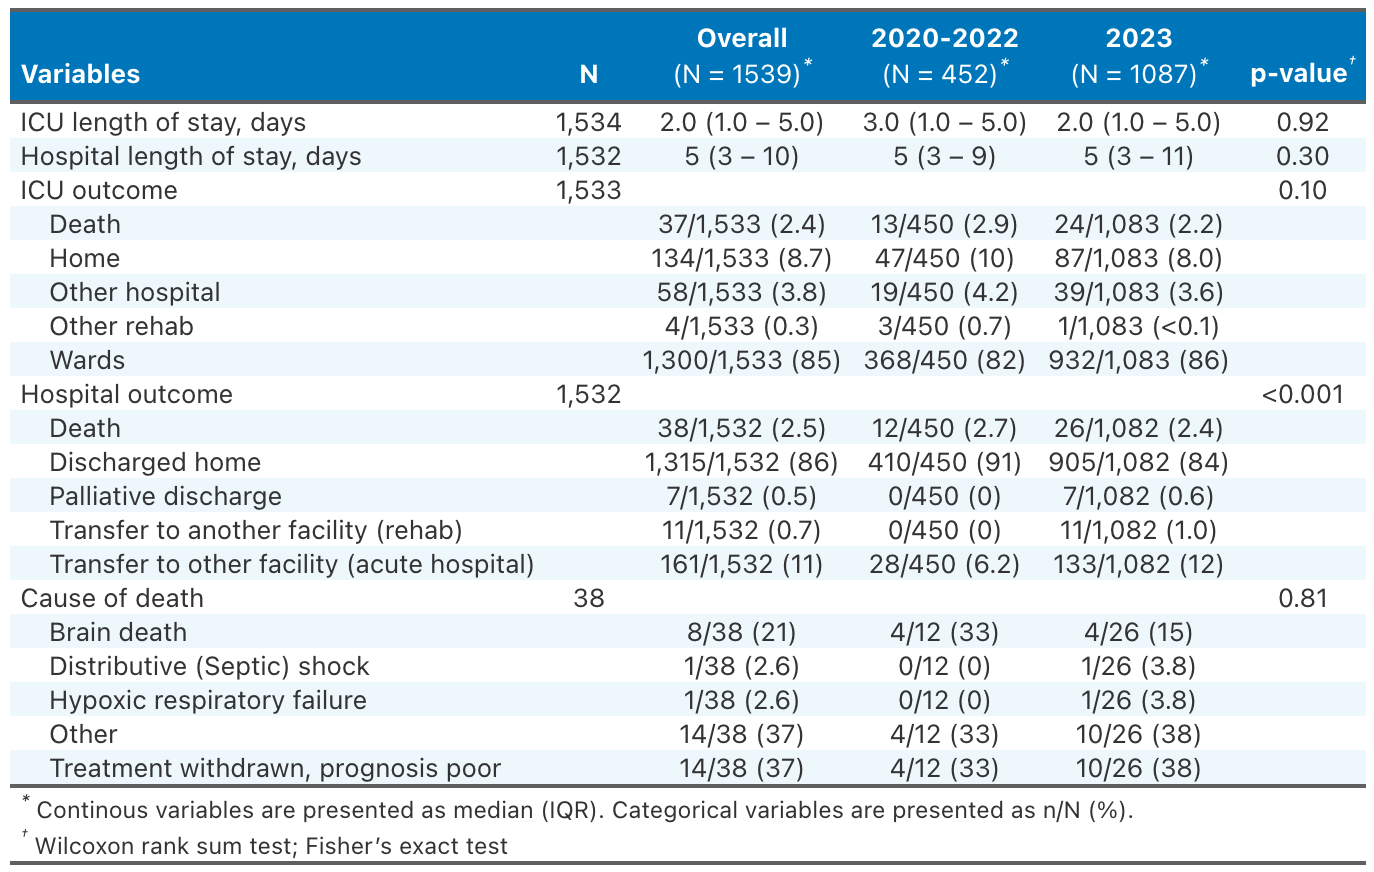 Overall 2020-2022 2023
Variables N (N = 1539)* (N = 452)* (N = 1087)* p-value†
ICU length of stay, days 1,534 2.0 (1.0 – 5.0) 3.0 (1.0 – 5.0) 2.0 (1.0 – 5.0) 0.92
Hospital length of stay, days 1,532 5 (3 – 10) 5 (3 – 9) 5 (3 – 11) 0.30
ICU outcome 1,533 0.10
Death 37/1,533 (2.4) 13/450 (2.9) 24/1,083 (2.2)
Home 134/1,533 (8.7) 47/450 (10) 87/1,083 (8.0)
Other hospital 58/1,533 (3.8) 19/450 (4.2) 39/1,083 (3.6)
Other rehab 4/1,533 (0.3) 3/450 (0.7) 1/1,083 (<0.1)
Wards 1,300/1,533 (85) 368/450 (82) 932/1,083 (86)
Hospital outcome 1,532 <0.001
Death 38/1,532 (2.5) 12/450 (2.7) 26/1,082 (2.4)
Discharged home 1,315/1,532 (86) 410/450 (91) 905/1,082 (84)
Palliative discharge 7/1,532 (0.5) 0/450 (0) 7/1,082 (0.6)
Transfer to another facility (rehab) 11/1,532 (0.7) 0/450 (0) 11/1,082 (1.0)
Transfer to other facility (acute hospital) 161/1,532 (11) 28/450 (6.2) 133/1,082 (12)
Cause of death 38 0.81
Brain death 8/38 (21) 4/12 (33) 4/26 (15)
Distributive (Septic) shock 1/38 (2.6) 0/12 (0) 1/26 (3.8)
Hypoxic respiratory failure 1/38 (2.6) 0/12 (0) 1/26 (3.8)
Other 14/38 (37) 4/12 (33) 10/26 (38)
Treatment withdrawn, prognosis poor 14/38 (37) 4/12 (33) 10/26 (38)
* Continous variables are presented as median (IQR). Categorical variables are presented as n/N (%).
† Wilcoxon rank sum test; Fisher’s exact test